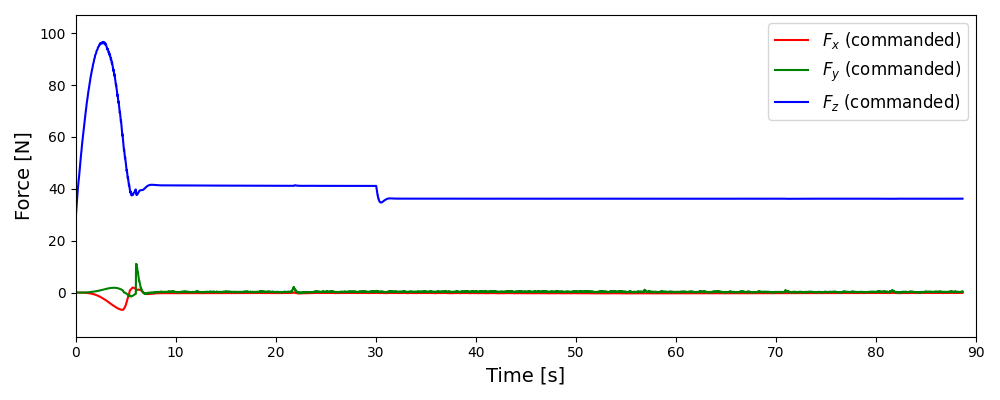 100
80
60
40
20
0
Force [N]
F_x (commanded)
F_y (commanded)
F_z (commanded)
0 10 20 30 40 50 60 70 80 90
Time [s]